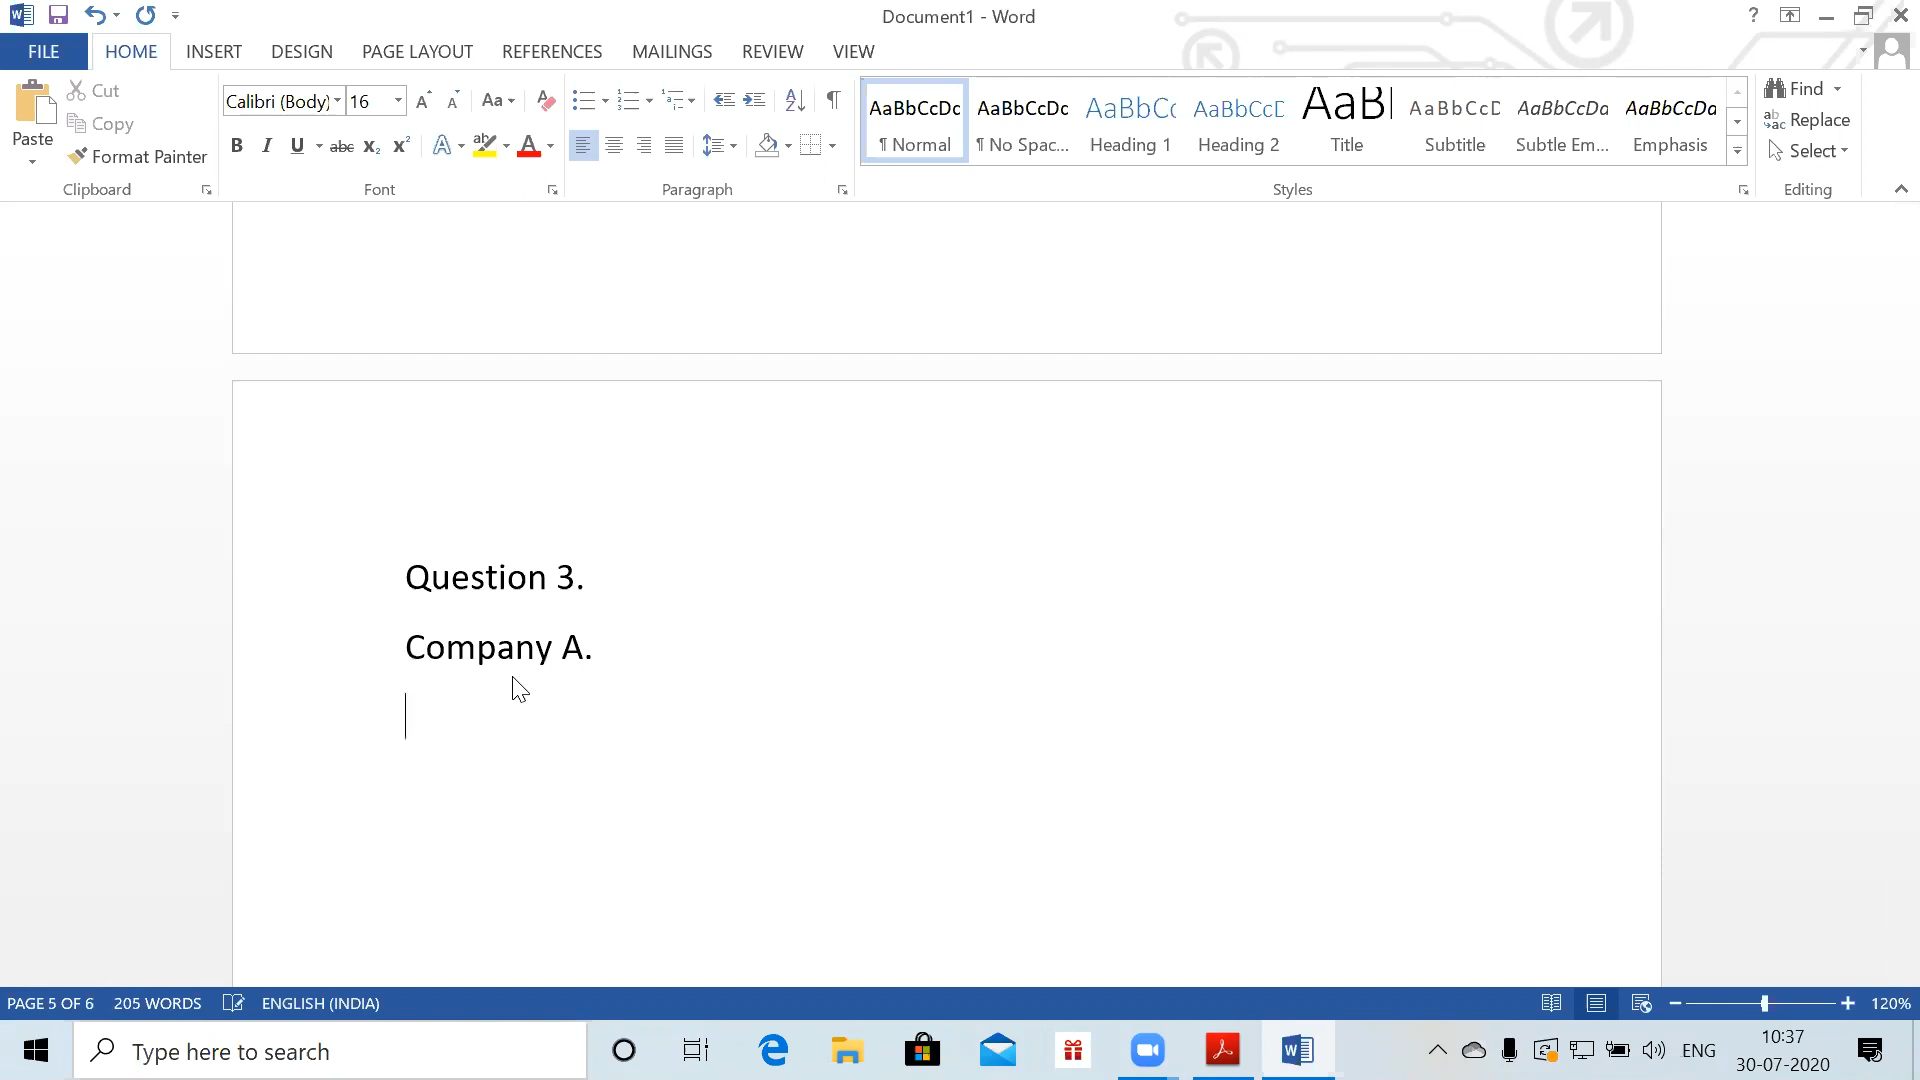 Document1 - Word
?
FILE HOME INSERT DESIGN PAGE LAYOUT REFERENCES MAILINGS REVIEW VIEW
Paste
Cut
Copy
Format Painter
Clipboard
Calibri (Body) 16
Aa
B I U abc X₂ X²
A
Font
Paragraph
AaBbCcDc AaBbCcDc AaBbCc AaBbCcD AaB AaBbCcD AaBbCcDa AaBbCcDa
¶ Normal ¶ No Spac... Heading 1 Heading 2 Title Subtitle Subtle Em... Emphasis
Styles
Find
Replace
Select
Editing
Question 3.
Company A.
PAGE 5 OF 6 205 WORDS ENGLISH (INDIA) 120%
Type here to search
ENG
10:37
30-07-2020